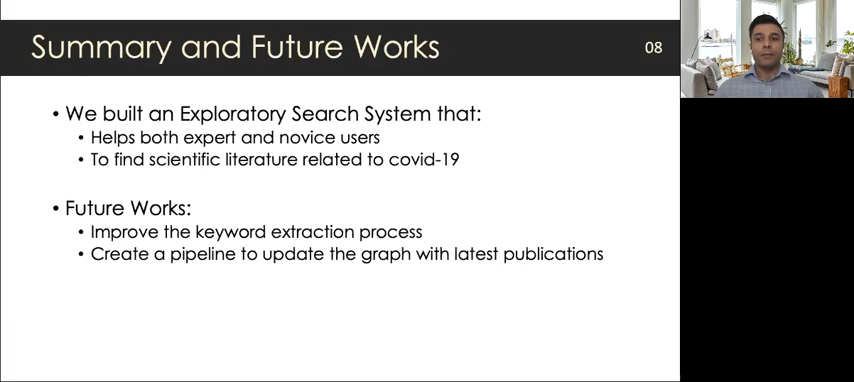 Summary and Future Works
08
• We built an Exploratory Search System that:
• Helps both expert and novice users
• To find scientific literature related to covid-19
• Future Works:
• Improve the keyword extraction process
• Create a pipeline to update the graph with latest publications